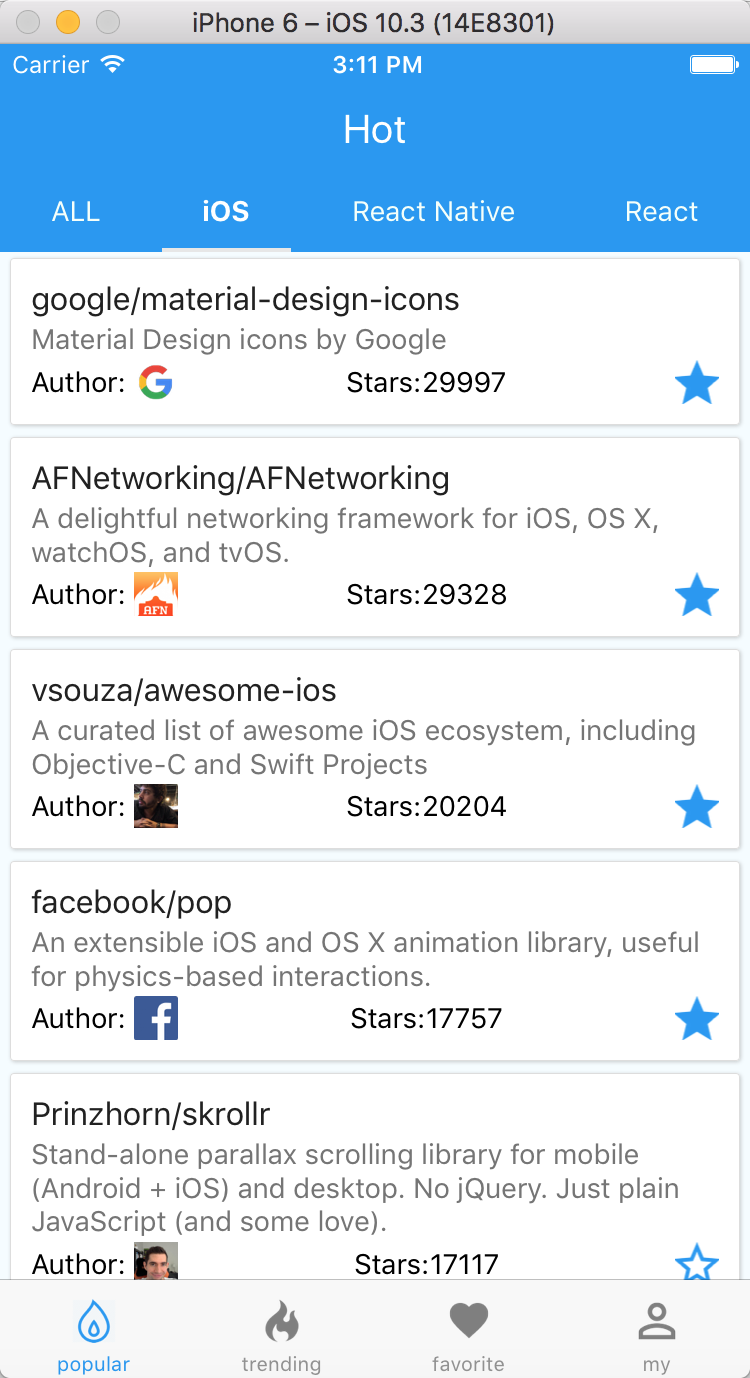 iPhone 6 – iOS 10.3 (14E8301)
Carrier 3:11 PM
Hot
ALL iOS React Native React
google/material-design-icons
Material Design icons by Google
Author: Stars:29997
AFNetworking/AFNetworking
A delightful networking framework for iOS, OS X,
watchOS, and tvOS.
Author: AFN Stars:29328
vsouza/awesome-ios
A curated list of awesome iOS ecosystem, including
Objective-C and Swift Projects
Author: Stars:20204
facebook/pop
An extensible iOS and OS X animation library, useful
for physics-based interactions.
Author: Stars:17757
Prinzhorn/skrollr
Stand-alone parallax scrolling library for mobile
(Android + iOS) and desktop. No jQuery. Just plain
JavaScript (and some love).
Author: Stars:17117
popular trending favorite my